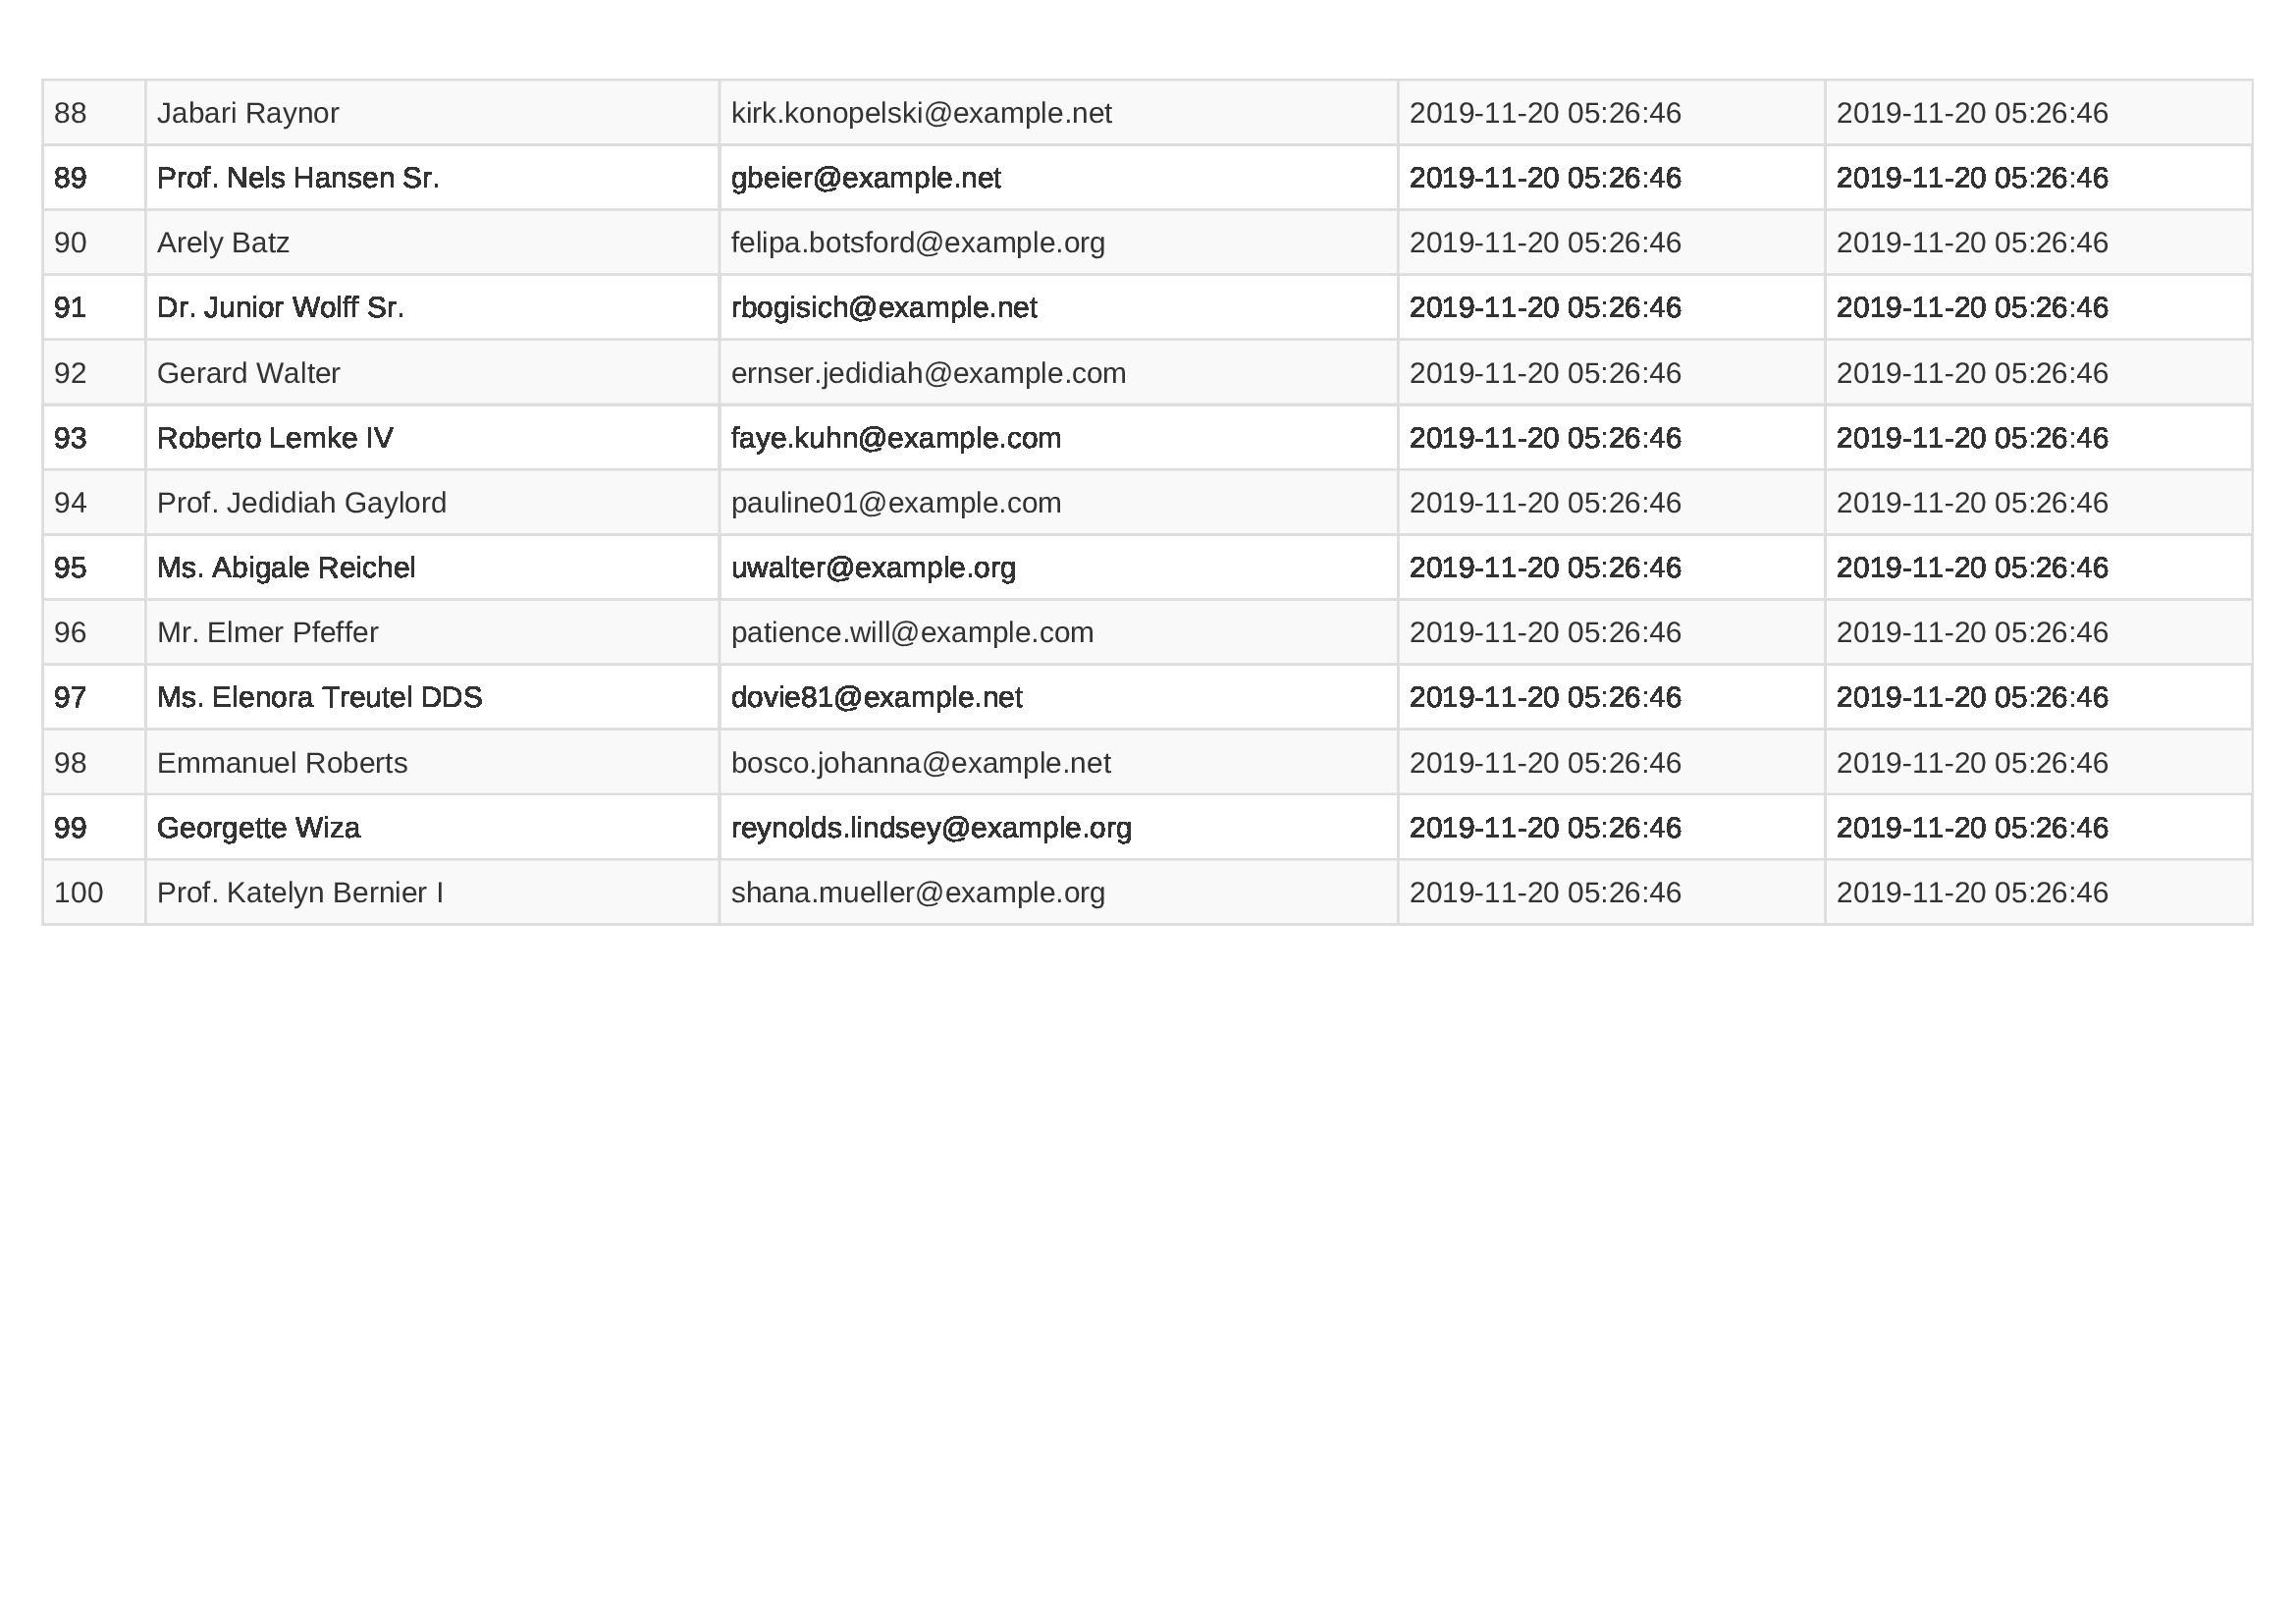 88 Jabari Raynor kirk.konopelski@example.net 2019-11-20 05:26:46 2019-11-20 05:26:46
89 Prof. Nels Hansen Sr. gbeier@example.net 2019-11-20 05:26:46 2019-11-20 05:26:46
90 Arely Batz felipa.botsford@example.org 2019-11-20 05:26:46 2019-11-20 05:26:46
91 Dr. Junior Wolff Sr. rbogisich@example.net 2019-11-20 05:26:46 2019-11-20 05:26:46
92 Gerard Walter ernser.jedidiah@example.com 2019-11-20 05:26:46 2019-11-20 05:26:46
93 Roberto Lemke IV faye.kuhn@example.com 2019-11-20 05:26:46 2019-11-20 05:26:46
94 Prof. Jedidiah Gaylord pauline01@example.com 2019-11-20 05:26:46 2019-11-20 05:26:46
95 Ms. Abigale Reichel uwalter@example.org 2019-11-20 05:26:46 2019-11-20 05:26:46
96 Mr. Elmer Pfeffer patience.will@example.com 2019-11-20 05:26:46 2019-11-20 05:26:46
97 Ms. Elenora Treutel DDS dovie81@example.net 2019-11-20 05:26:46 2019-11-20 05:26:46
98 Emmanuel Roberts bosco.johanna@example.net 2019-11-20 05:26:46 2019-11-20 05:26:46
99 Georgette Wiza reynolds.lindsey@example.org 2019-11-20 05:26:46 2019-11-20 05:26:46
100 Prof. Katelyn Bernier I shana.mueller@example.org 2019-11-20 05:26:46 2019-11-20 05:26:46